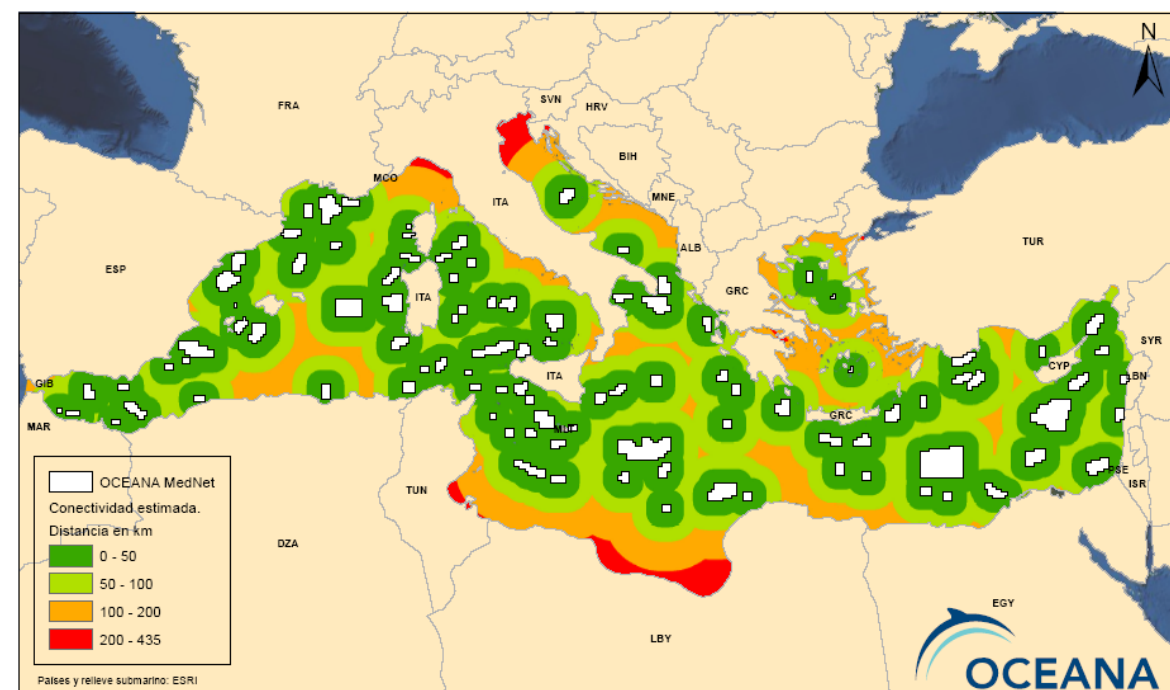 N
SVN
HRV
FRA
BIH
MCO
ITA
MNE
ALB
ESP
TUR
GRC
ITA
SYR
CYP
LBN
ITA
GIB
GRC
MAR
MLT
PSE
ISR
TUN
DZA
EGY
LBY
OCEANA MedNet
Conectividad estimada.
Distancia en km
0 - 50
50 - 100
100 - 200
200 - 435
Países y relieve submarino: ESRI
OCEANA